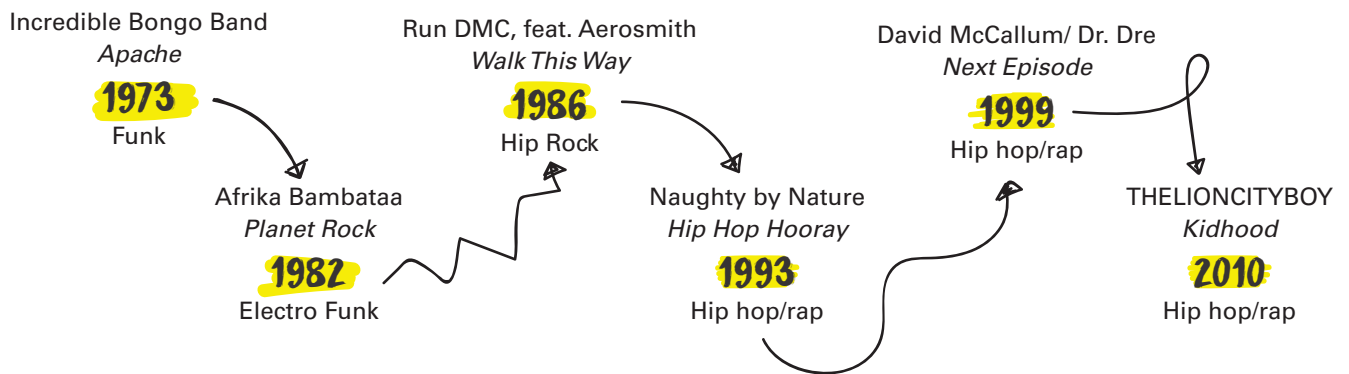 Incredible Bongo Band
Apache
1973
Funk
Afrika Bambataa
Planet Rock
1982
Electro Funk
Run DMC, feat. Aerosmith
Walk This Way
1986
Hip Rock
Naughty by Nature
Hip Hop Hooray
1993
Hip hop/rap
David McCallum/ Dr. Dre
Next Episode
1999
Hip hop/rap
THELIONCITYBOY
Kidhood
2010
Hip hop/rap